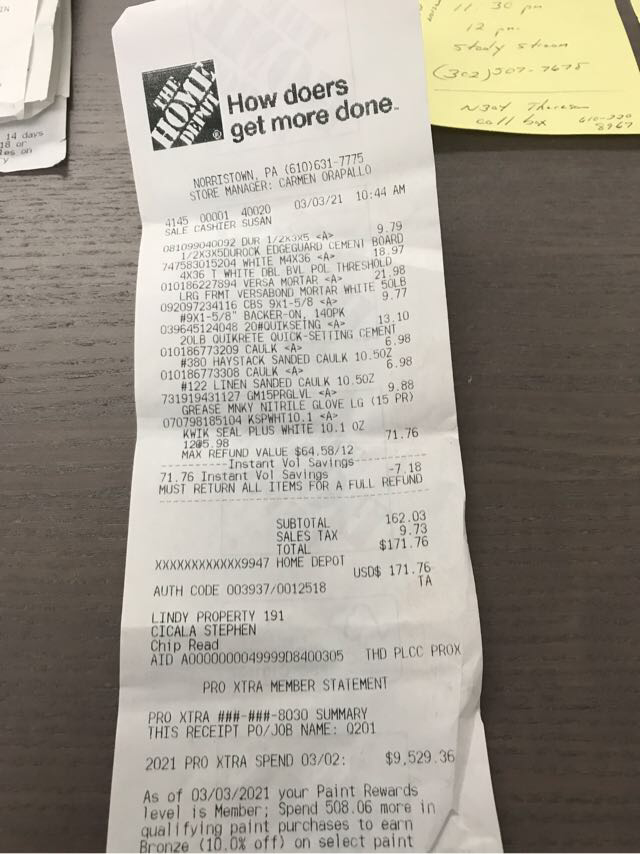 14 days
18 or
les on
y
IN
11 30 pm
12 pm
Study stream
(302)507-7675
call box
610-220
8967
THE
HOME
DEPOT
How doers
get more done.
NORRISTOWN, PA (610)631-7775
STORE MANAGER: CARMEN ORAPALLO
4145 00001 40020 03/03/21 10:44 AM
SALE CASHIER SUSAN
081099040092 DUR 1/2X3X5 <A> 9.79
1/2X3X5DUROCK EDGEGUARD CEMENT BOARD
747583015204 WHITE M4X36 <A> 18.97
4X36 T WHITE DBL BVL POL THRESHOLD
010186227894 VERSA MORTAR <A> 21.98
LRG FRMT VERSABOND MORTAR WHITE 50LB
092097234116 CBS 9X1-5/8 <A> 9.77
#9X1-5/8" BACKER-ON, 140PK
039645124048 20#QUIKSETNG <A> 13.10
20LB QUIKRETE QUICK-SETTING CEMENT
010186773209 CAULK <A> 6.98
#380 HAYSTACK SANDED CAULK 10.5OZ
010186773308 CAULK <A> 6.98
#122 LINEN SANDED CAULK 10.5OZ
731919431127 GM15PRGLVL <A> 9.88
GREASE MNKY NITRILE GLOVE LG (15 PR)
070798185104 KSPWHT10.1 <A>
KWIK SEAL PLUS WHITE 10.1 OZ
12@5.98 71.76
MAX REFUND VALUE $64.58/12
----------Instant Vol Savings----------
71.76 Instant Vol Savings -7.18
MUST RETURN ALL ITEMS FOR A FULL REFUND
SUBTOTAL 162.03
SALES TAX 9.73
TOTAL $171.76
XXXXXXXXXXXX9947 HOME DEPOT
USD$ 171.76
AUTH CODE 003937/0012518 TA
LINDY PROPERTY 191
CICALA STEPHEN
Chip Read
AID A0000000049999D8400305 THD PLCC PROX
PRO XTRA MEMBER STATEMENT
PRO XTRA ###-###-8030 SUMMARY
THIS RECEIPT PO/JOB NAME: 0201
2021 PRO XTRA SPEND 03/02: $9,529.36
As of 03/03/2021 your Paint Rewards
level is Member; Spend 508.06 more in
qualifying paint purchases to earn
Bronze (10.0% off) on select paint